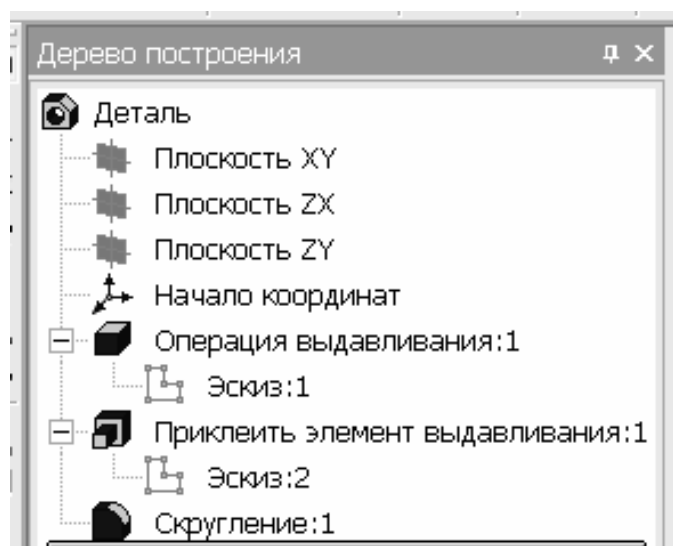 Дерево построения
Деталь
Плоскость XY
Плоскость ZX
Плоскость ZY
Начало координат
Операция выдавливания:1
Эскиз:1
Приклеить элемент выдавливания:1
Эскиз:2
Скругление:1